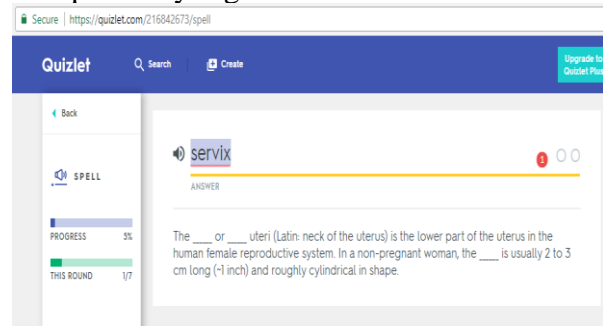 Secure | https://quizlet.com/216842673/spell
Quizlet Search Create Upgrade to
Quizlet Plus
Back
servix 1
ANSWER
SPELL
PROGRESS 5%
THIS ROUND 1/7
The ____ or ____ uteri (Latin: neck of the uterus) is the lower part of the uterus in the
human female reproductive system. In a non-pregnant woman, the ____ is usually 2 to 3
cm long (~1 inch) and roughly cylindrical in shape.